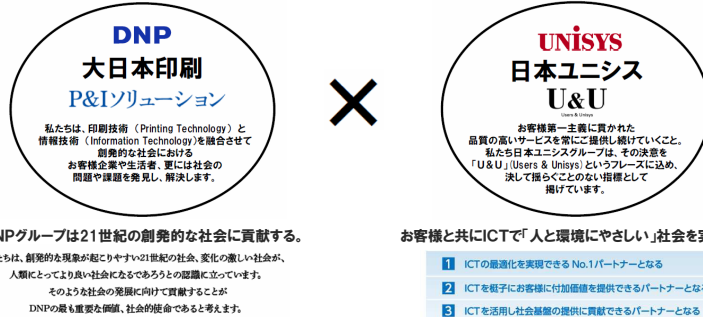 DNP
大日本印刷
P&Iソリューション
私たちは、印刷技術（Printing Technology）と
情報技術（Information Technology)を融合させて
創発的な社会における
お客様企業や生活者、更には社会の
問題や課題を発見し、解決します。
×
UNiSYS
日本ユニシス
U&U
Users & Unisys
お客様第一主義に貫かれた
品質の高いサービスを常にご提供し続けていくこと。
私たち日本ユニシスグループは、その決意を
「U＆U」(Users & Unisys)というフレーズに込め、
決して揺らぐことのない指標として
掲げています。
NPグループは21世紀の創発的な社会に貢献する。
たちは、創発的な現象が起こりやすい21世紀の社会、変化の激しい社会が、
人類にとってより良い社会になるであろうとの認識に立っています。
そのような社会の発展に向けて貢献することが
DNPの最も重要な価値、社会的使命であると考えます。
お客様と共にICTで「人と環境にやさしい」社会を実
1 ICTの最適化を実現できる No.1パートナーとなる
2 ICTを梃子にお客様に付加価値を提供できるパートナーとな
3 ICTを活用し社会基盤の提供に貢献できるパートナーとなる